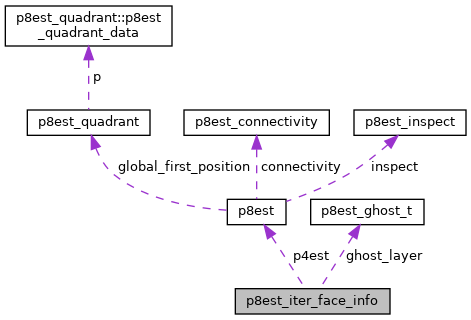 p8est_quadrant::p8est
_quadrant_data
p
p8est_quadrant
p8est_connectivity
p8est_inspect
global_first_position
connectivity
inspect
p8est
p8est_ghost_t
p4est
ghost_layer
p8est_iter_face_info